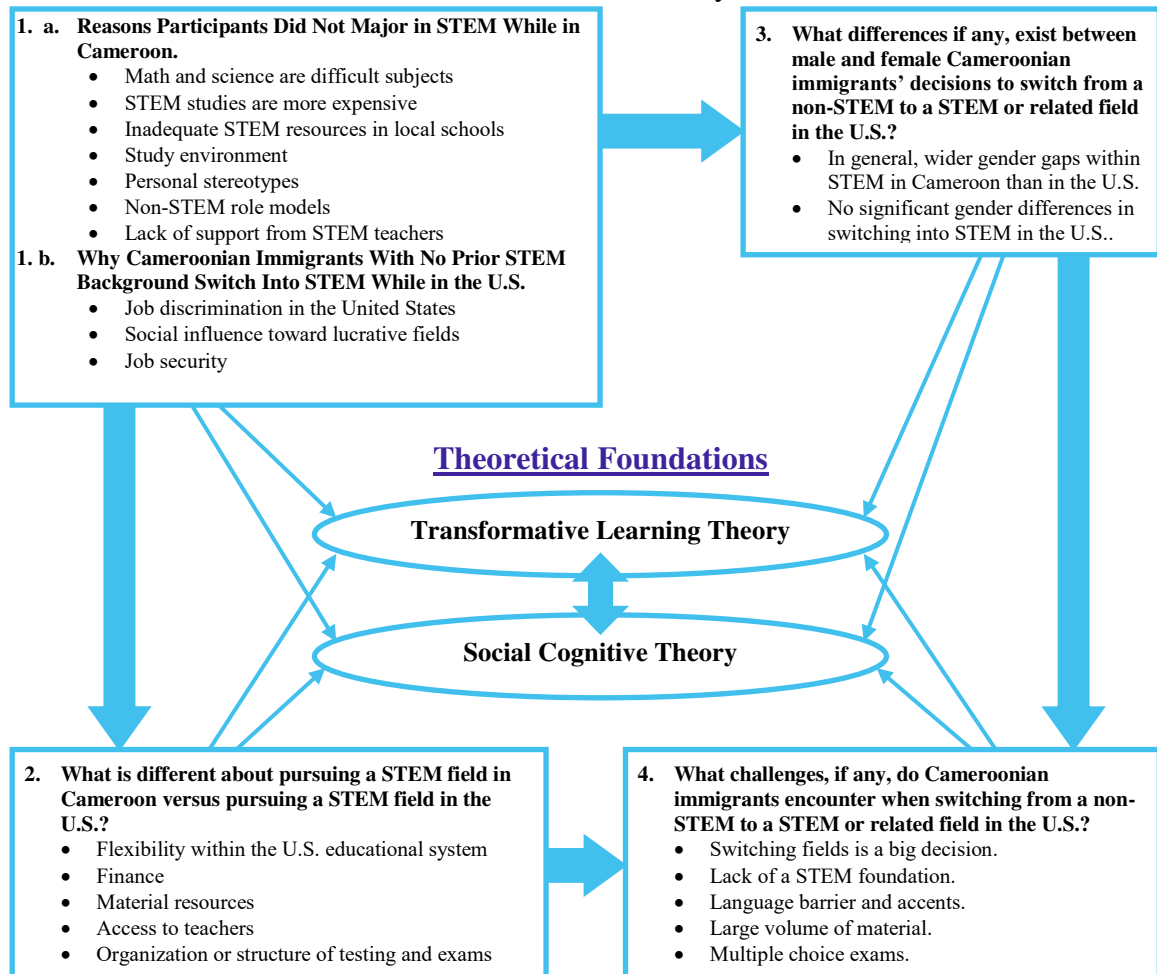 1. a. Reasons Participants Did Not Major in STEM While in
Cameroon.
• Math and science are difficult subjects
• STEM studies are more expensive
• Inadequate STEM resources in local schools
• Study environment
• Personal stereotypes
• Non-STEM role models
• Lack of support from STEM teachers
1. b. Why Cameroonian Immigrants With No Prior STEM
Background Switch Into STEM While in the U.S.
• Job discrimination in the United States
• Social influence toward lucrative fields
• Job security
3. What differences if any, exist between
male and female Cameroonian
immigrants’ decisions to switch from a
non-STEM to a STEM or related field
in the U.S.?
• In general, wider gender gaps within
STEM in Cameroon than in the U.S.
• No significant gender differences in
switching into STEM in the U.S..
Theoretical Foundations
Transformative Learning Theory
Social Cognitive Theory
2. What is different about pursuing a STEM field in
Cameroon versus pursuing a STEM field in the
U.S.?
• Flexibility within the U.S. educational system
• Finance
• Material resources
• Access to teachers
• Organization or structure of testing and exams
4. What challenges, if any, do Cameroonian
immigrants encounter when switching from a non-
STEM to a STEM or related field in the U.S.?
• Switching fields is a big decision.
• Lack of a STEM foundation.
• Language barrier and accents.
• Large volume of material.
• Multiple choice exams.